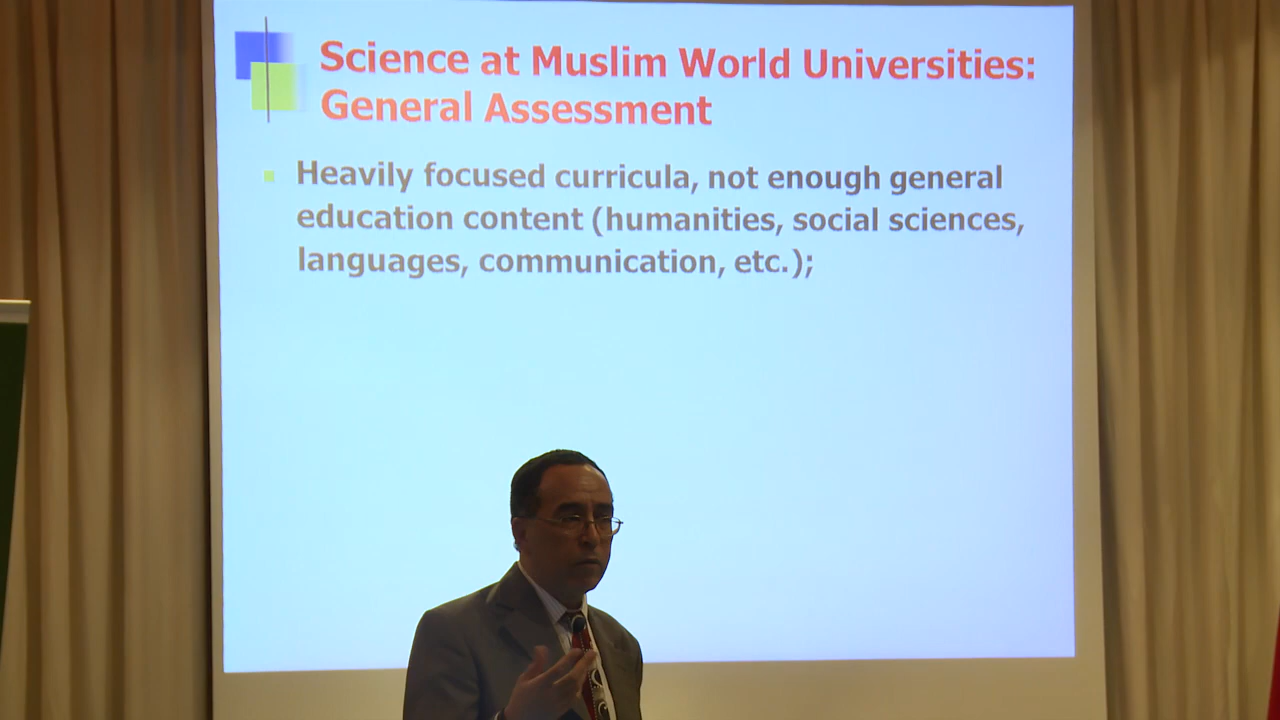 Science at Muslim World Universities:
General Assessment
Heavily focused curricula, not enough general
education content (humanities, social sciences,
languages, communication, etc.);